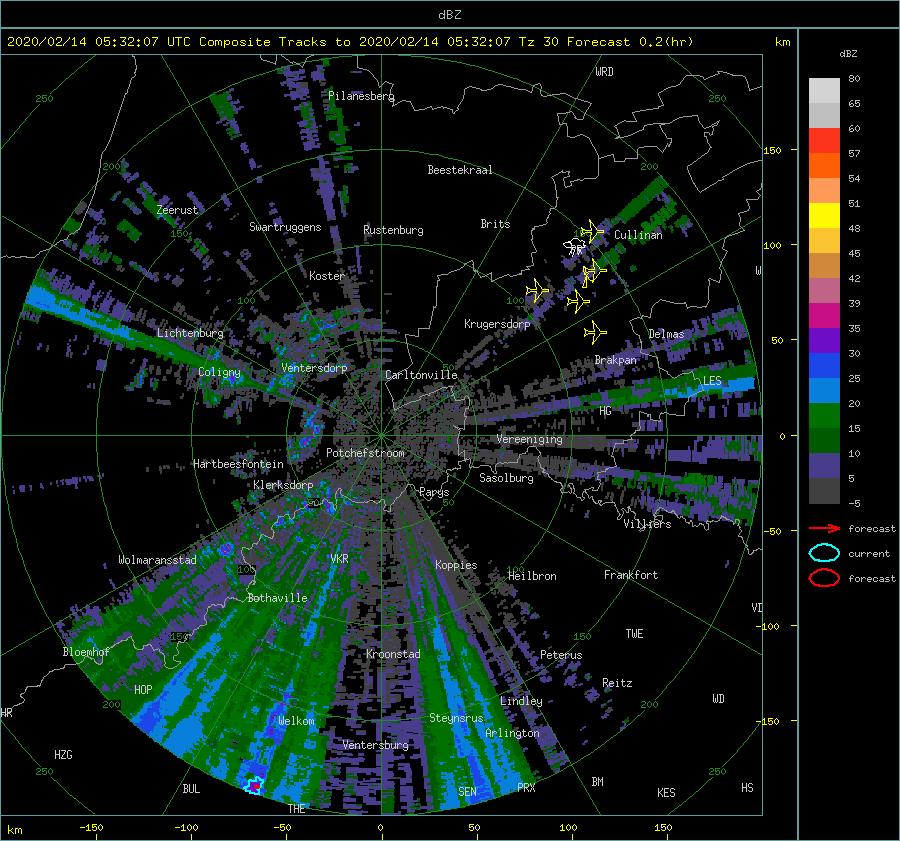 dBZ
2020/02/14 05:32:07 UTC Composite Tracks to 2020/02/14 05:32:07 Tz 30 Forecast 0.2(hr)
km
dBZ
WRD
80
250
Pilanesberg
250
65
60
150
57
200
Beestekraal
200
54
Zeerust
51
Swartruggens
Brits
150
Rustenburg
Cullinan
48
100
45
W
Koster
42
100
100
39
Lichtenburg
Krugersdorp
Delmas
35
50
Coligny
Ventersdorp
Carltonville
Brakpan
30
LES
25
HG
20
0
Vereeniging
15
Potchefstroom
Hartbeesfontein
10
Klerksdorp
Sasolburg
5
Parys
50
50
-5
Villiers
-50
forecast
Wolmaransstad
VKR
Koppies
current
100
Heilbron
100
Frankfort
forecast
Bothaville
VI
-100
150
150
TWE
Bloemhof
Kroonstad
Peterus
HOP
Reitz
200
Lindley
200
WD
HR
Welkom
Steynsrus
-150
Arlington
HZG
Ventersburg
250
250
BUL
SEN
PRX
BM
KES
HS
THE
km
-150
-100
-50
0
50
100
150